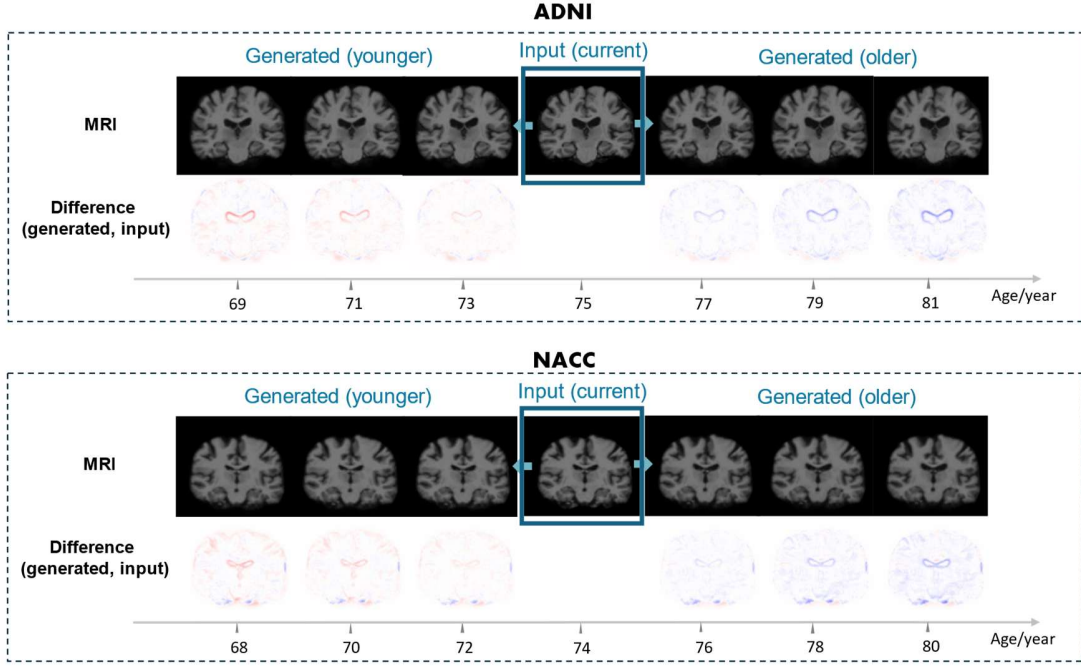 ADNI
Generated (younger)
Input (current)
Generated (older)
MRI
Difference
(generated, input)
69
71
73
75
77
79
81
Age/year
NACC
Generated (younger)
Input (current)
Generated (older)
MRI
Difference
(generated, input)
68
70
72
74
76
78
80
Age/year